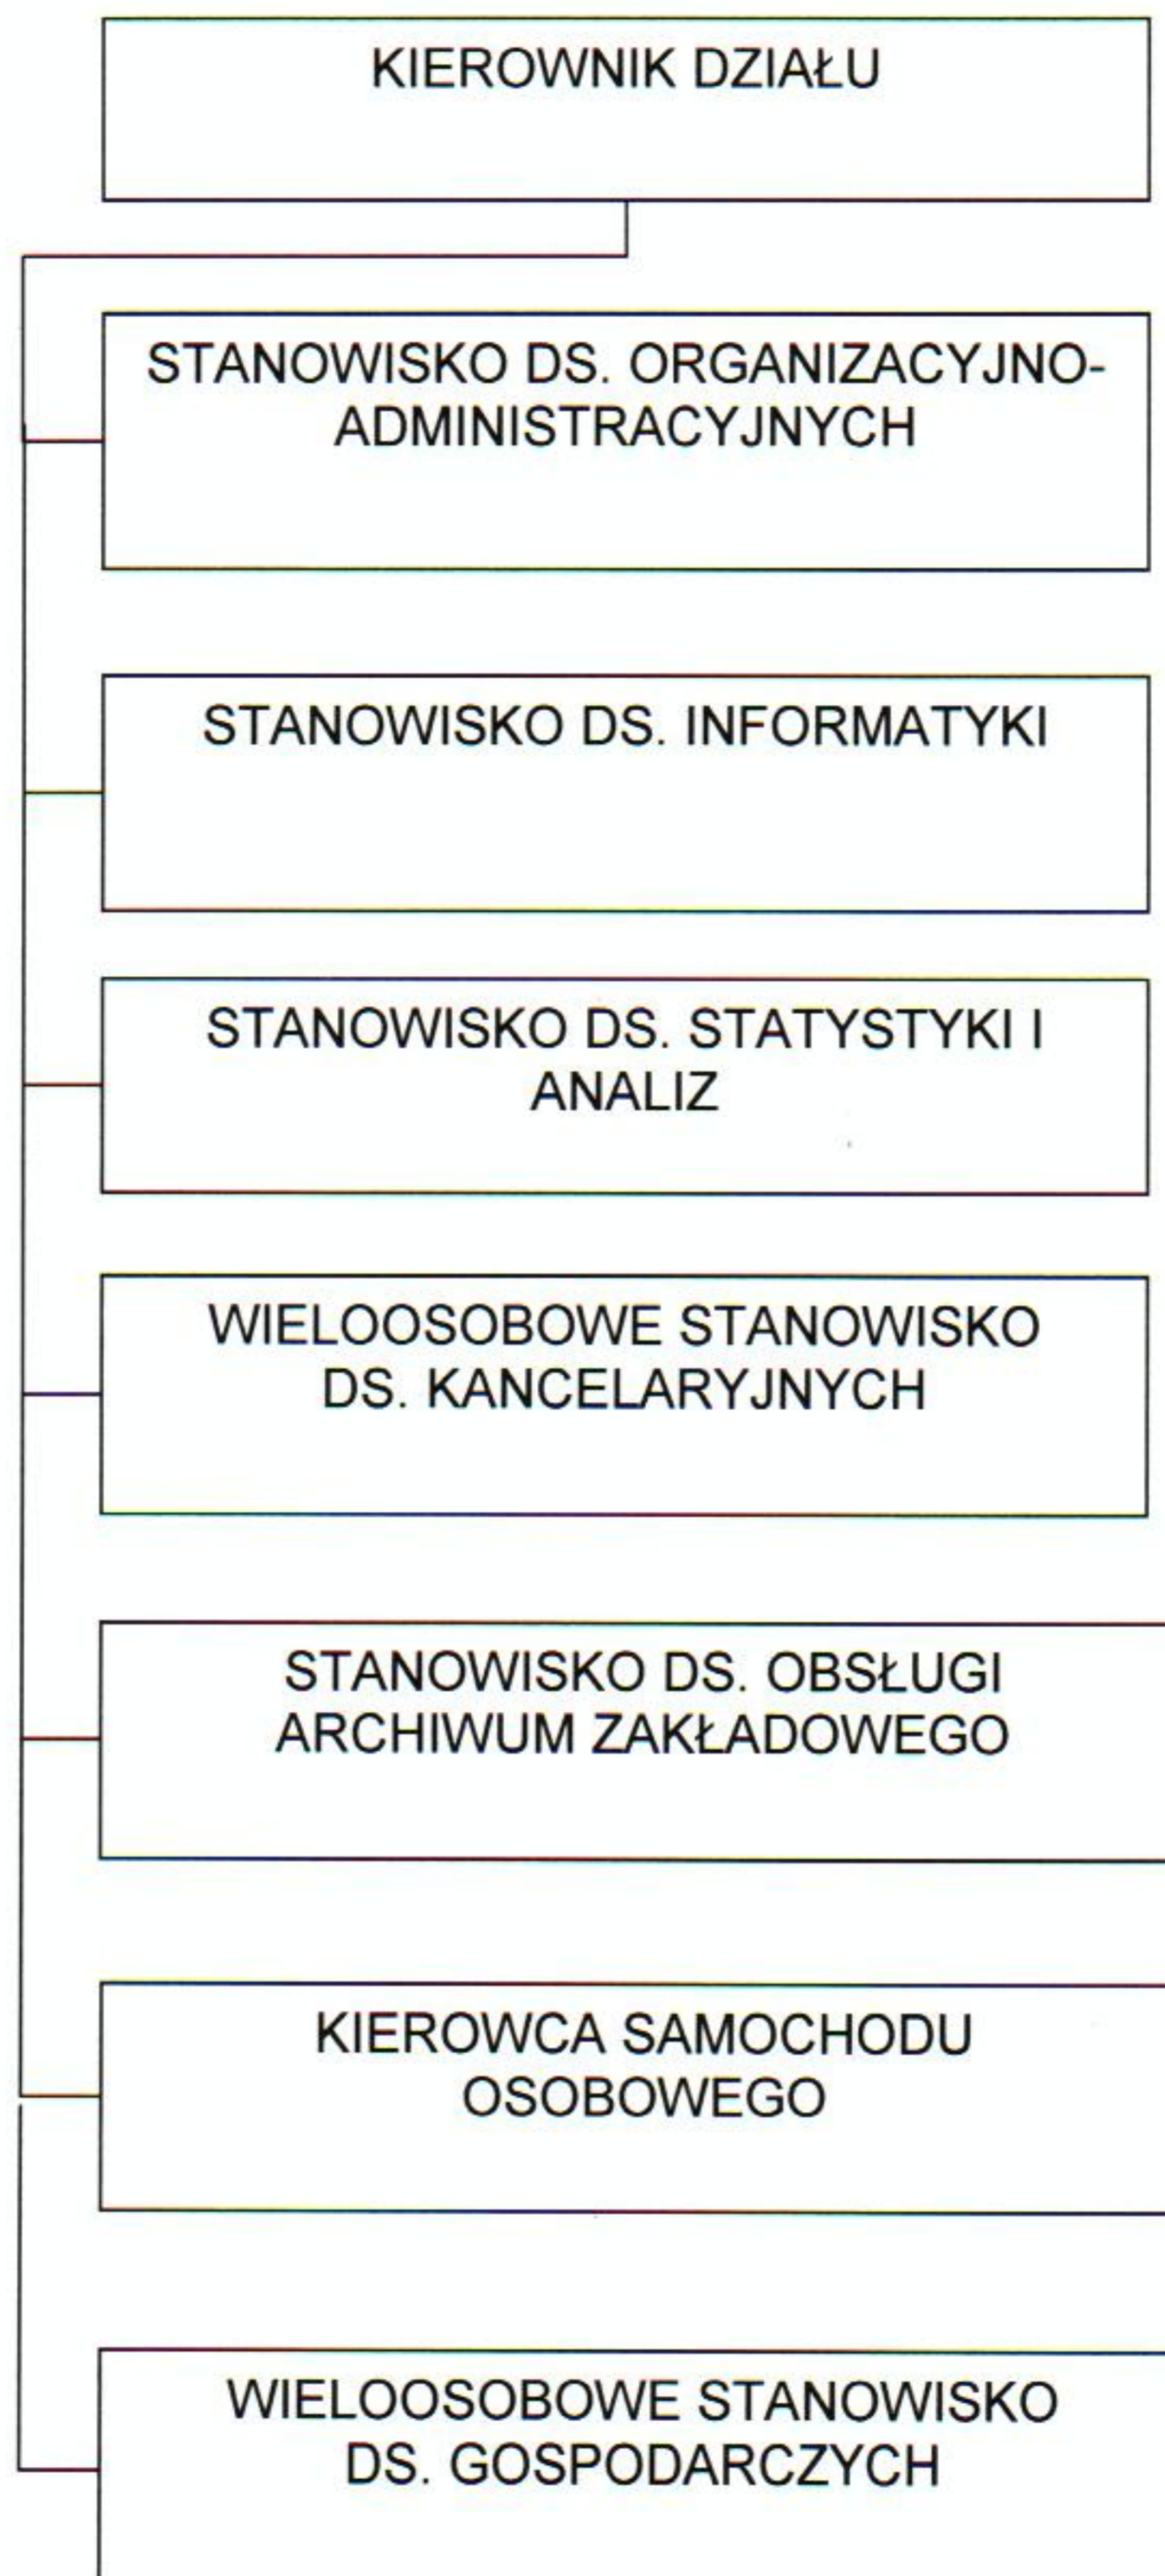 KIEROWNIK DZIAŁU
STANOWISKO DS. ORGANIZACYJNO-
ADMINISTRACYJNYCH
STANOWISKO DS. INFORMATYKI
STANOWISKO DS. STATYSTYKI I
ANALIZ
WIELOOSOBOWE STANOWISKO
DS. KANCELARYJNYCH
STANOWISKO DS. OBSŁUGI
ARCHIWUM ZAKŁADOWEGO
KIEROWCA SAMOCHODU
OSOBOWEGO
WIELOOSOBOWE STANOWISKO
DS. GOSPODARCZYCH